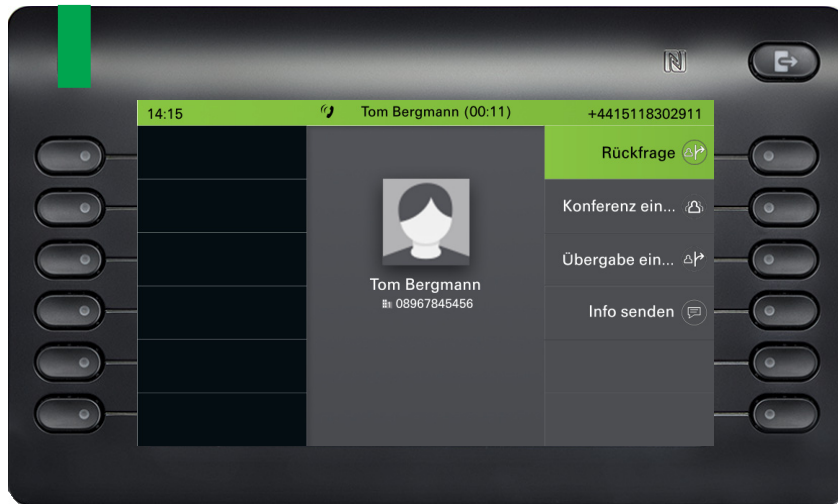 14:15 Tom Bergmann (00:11) +4415118302911
Rückfrage
Konferenz ein...
Übergabe ein...
Tom Bergmann
08967845456
Info senden